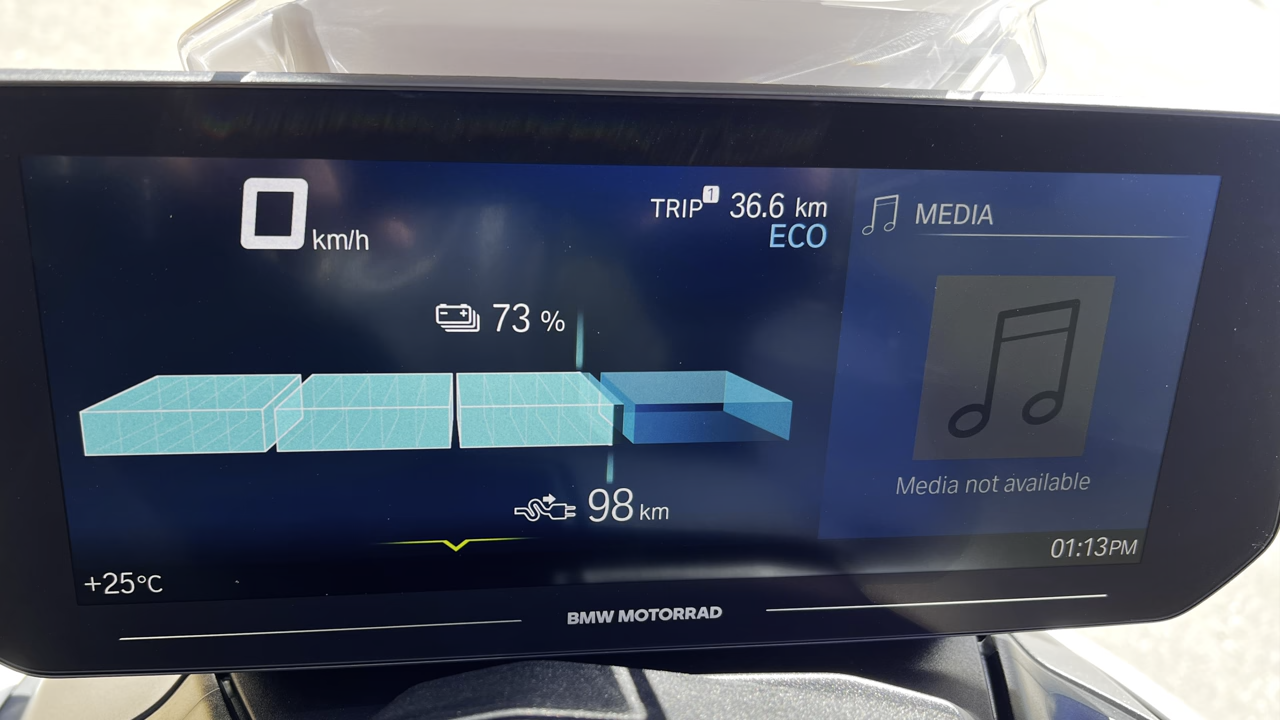 0 km/h
TRIP 1 36.6 km
ECO
MEDIA
73 %
Media not available
98 km
01:13PM
+25°C
BMW MOTORRAD